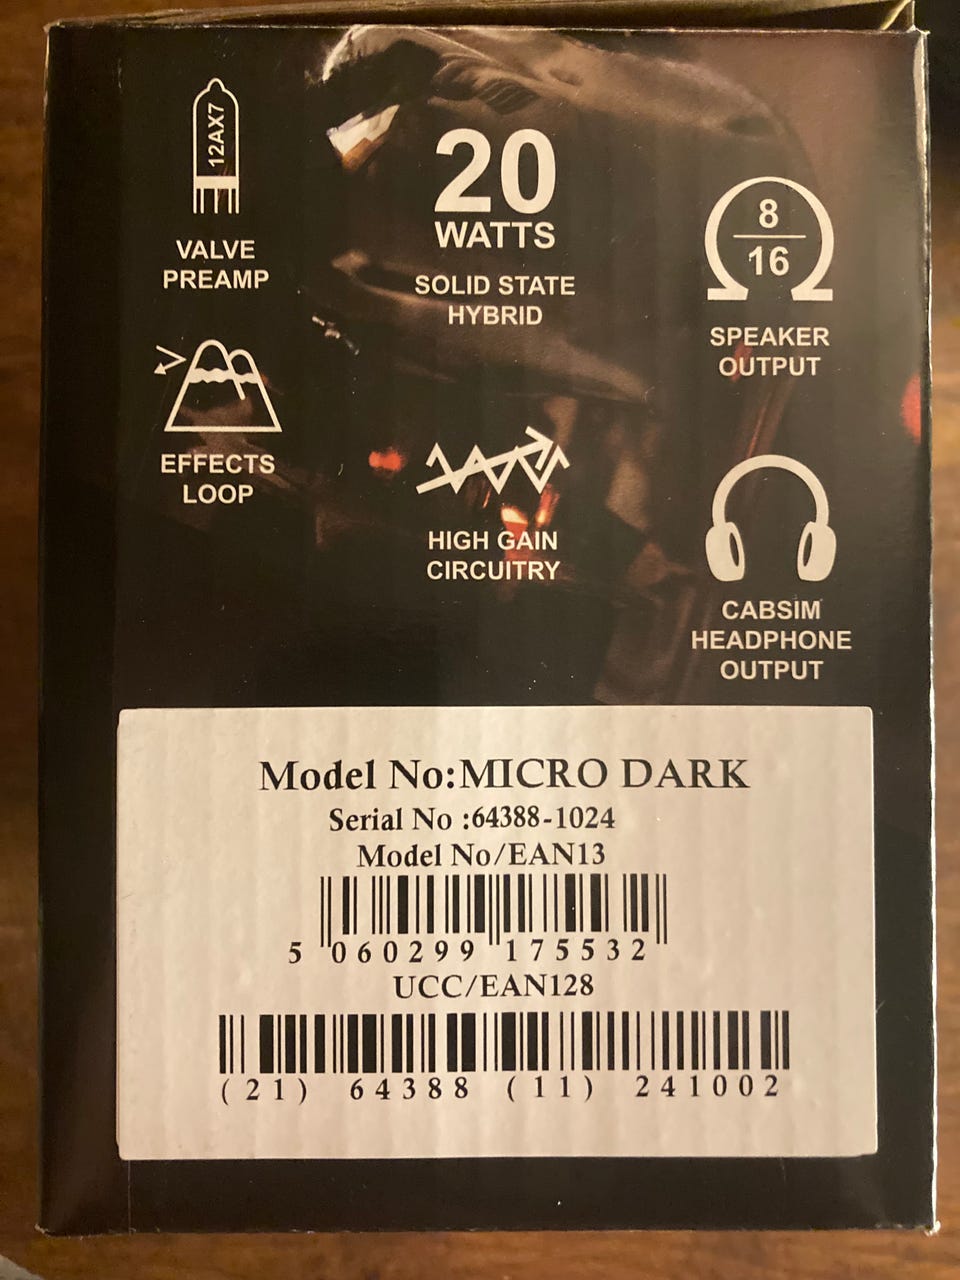 12AX7
VALVE
PREAMP
20
WATTS
SOLID STATE
HYBRID
8
16
SPEAKER
OUTPUT
EFFECTS
LOOP
HIGH GAIN
CIRCUITRY
CABSIM
HEADPHONE
OUTPUT
Model No:MICRO DARK
Serial No :64388-1024
Model No/EAN13
5 060299 175532
UCC/EAN128
(21) 64388 (11) 241002